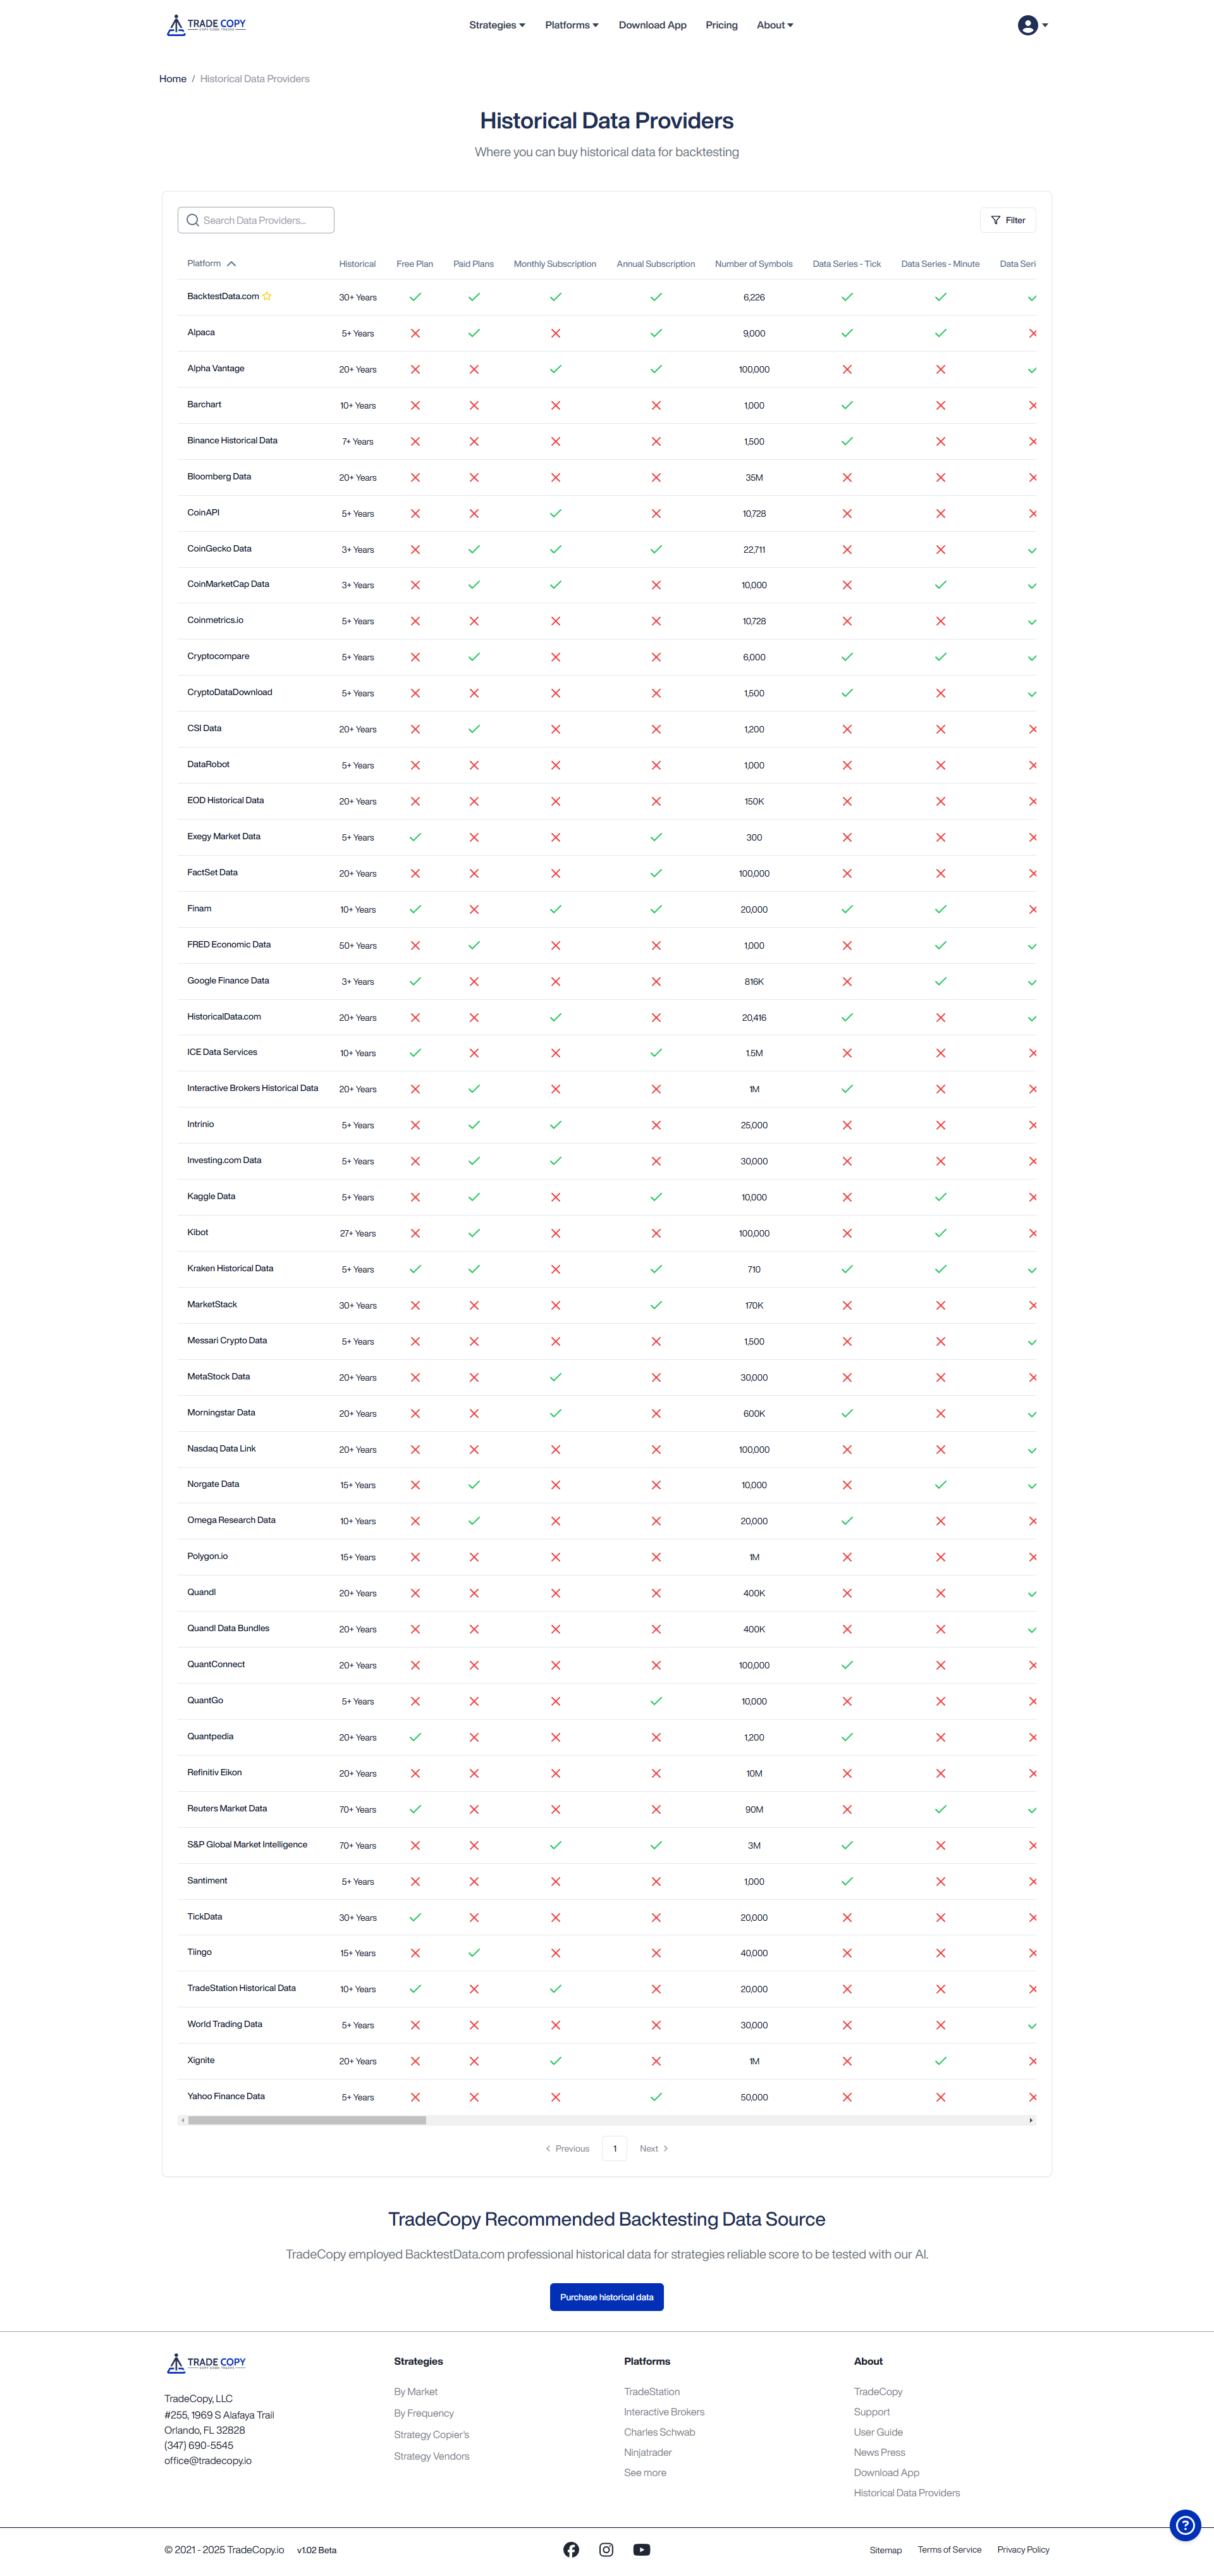 TRADE COPY
Strategies Platforms Download App Pricing About
Home / Historical Data Providers
Historical Data Providers
Where you can buy historical data for backtesting
Search Data Providers...
Filter
Platform Historical Free Plan Paid Plans Monthly Subscription Annual Subscription Number of Symbols Data Series - Tick Data Series - Minute Data Seri
BacktestData.com 30+ Years 6,226
Alpaca 5+ Years 9,000
Alpha Vantage 20+ Years 100,000
Barchart 10+ Years 1,000
Binance Historical Data 7+ Years 1,500
Bloomberg Data 20+ Years 35M
CoinAPI 5+ Years 10,728
CoinGecko Data 3+ Years 22,711
CoinMarketCap Data 3+ Years 10,000
Coinmetrics.io 5+ Years 10,728
Cryptocompare 5+ Years 6,000
CryptoDataDownload 5+ Years 1,500
CSI Data 20+ Years 1,200
DataRobot 5+ Years 1,000
EOD Historical Data 20+ Years 150K
Exegy Market Data 5+ Years 300
FactSet Data 20+ Years 100,000
Finam 10+ Years 20,000
FRED Economic Data 50+ Years 1,000
Google Finance Data 3+ Years 816K
HistoricalData.com 20+ Years 20,416
ICE Data Services 10+ Years 1.5M
Interactive Brokers Historical Data 20+ Years 1M
Intrinio 5+ Years 25,000
Investing.com Data 5+ Years 30,000
Kaggle Data 5+ Years 10,000
Kibot 27+ Years 100,000
Kraken Historical Data 5+ Years 710
MarketStack 30+ Years 170K
Messari Crypto Data 5+ Years 1,500
MetaStock Data 20+ Years 30,000
Morningstar Data 20+ Years 600K
Nasdaq Data Link 20+ Years 100,000
Norgate Data 15+ Years 10,000
Omega Research Data 10+ Years 20,000
Polygon.io 15+ Years 1M
Quandl 20+ Years 400K
Quandl Data Bundles 20+ Years 400K
QuantConnect 20+ Years 100,000
QuantGo 5+ Years 10,000
Quantpedia 20+ Years 1,200
Refinitiv Eikon 20+ Years 10M
Reuters Market Data 70+ Years 90M
S&P Global Market Intelligence 70+ Years 3M
Santiment 5+ Years 1,000
TickData 30+ Years 20,000
Tiingo 15+ Years 40,000
TradeStation Historical Data 10+ Years 20,000
World Trading Data 5+ Years 30,000
Xignite 20+ Years 1M
Yahoo Finance Data 5+ Years 50,000
Previous 1 Next
TradeCopy Recommended Backtesting Data Source
TradeCopy employed BacktestData.com professional historical data for strategies reliable score to be tested with our AI.
Purchase historical data
TRADE COPY
TradeCopy, LLC
#255, 1969 S Alafaya Trail
Orlando, FL 32828
(347) 690-5545
office@tradecopy.io
Strategies
By Market
By Frequency
Strategy Copier's
Strategy Vendors
Platforms
TradeStation
Interactive Brokers
Charles Schwab
Ninjatrader
See more
About
TradeCopy
Support
User Guide
News Press
Download App
Historical Data Providers
© 2021 - 2025 TradeCopy.io v1.02 Beta
Sitemap Terms of Service Privacy Policy